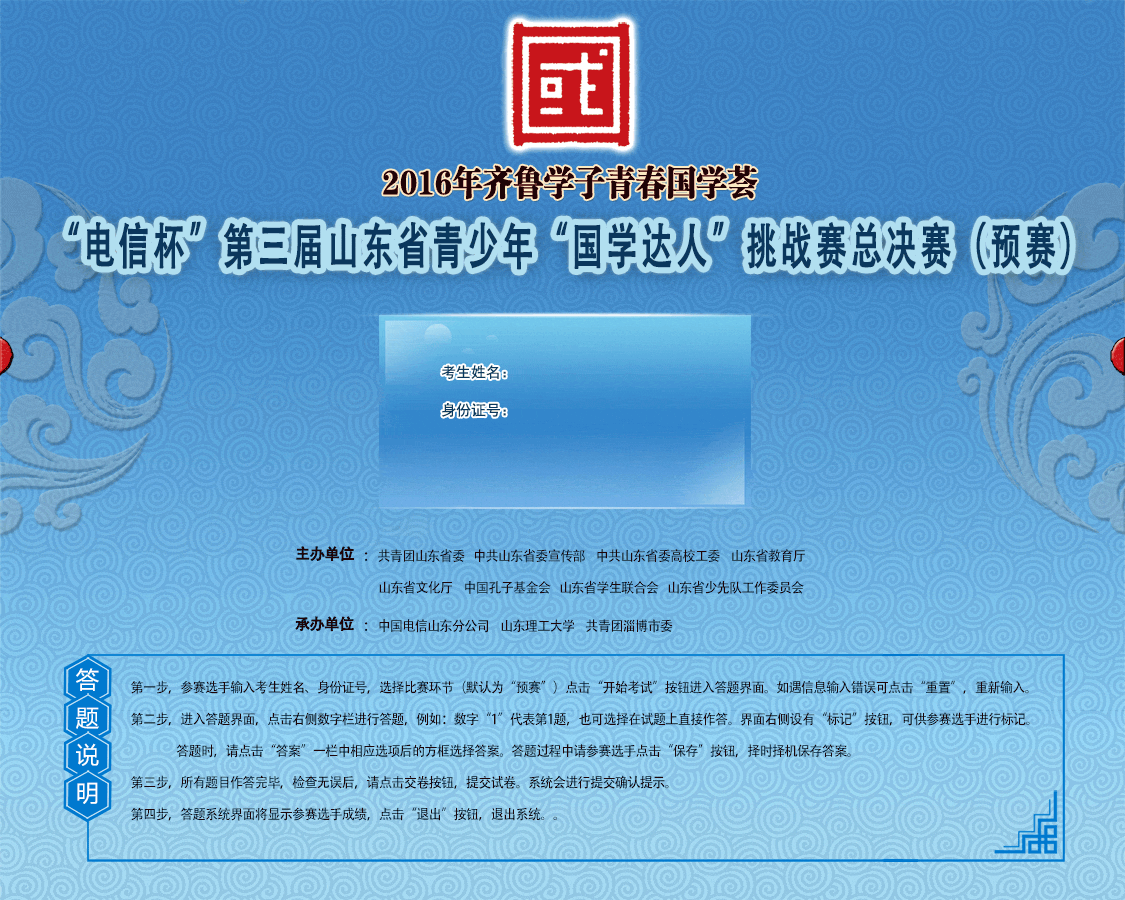 国
2016年齐鲁学子青春国学荟
“电信杯”第三届山东省青少年“国学达人”挑战赛总决赛（预赛）
考生姓名：
身份证号：
主办单位 ： 共青团山东省委 中共山东省委宣传部 中共山东省委高校工委 山东省教育厅
山东省文化厅 中国孔子基金会 山东省学生联合会 山东省少先队工作委员会
承办单位 ： 中国电信山东分公司 山东理工大学 共青团淄博市委
答题说明
第一步，参赛选手输入考生姓名、身份证号，选择比赛环节（默认为“预赛”）点击“开始考试”按钮进入答题界面。如遇信息输入错误可点击“重置”，重新输入。
第二步，进入答题界面，点击右侧数字栏进行答题，例如：数字“1”代表第1题，也可选择在试题上直接作答。界面右侧设有“标记”按钮，可供参赛选手进行标记。
答题时，请点击“答案”一栏中相应选项后的方框选择答案。答题过程中请参赛选手点击“保存”按钮，择时择机保存答案。
第三步，所有题目作答完毕，检查无误后，请点击交卷按钮，提交试卷。系统会进行提交确认提示。
第四步，答题系统界面将显示参赛选手成绩，点击“退出”按钮，退出系统。。